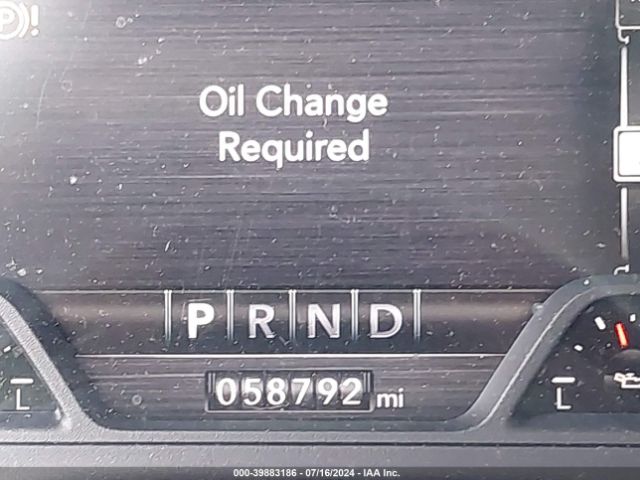 (P)!
Oil Change
Required
P R N D
058792 mi
L
L
000-39883186 - 07/16/2024 - IAA Inc.